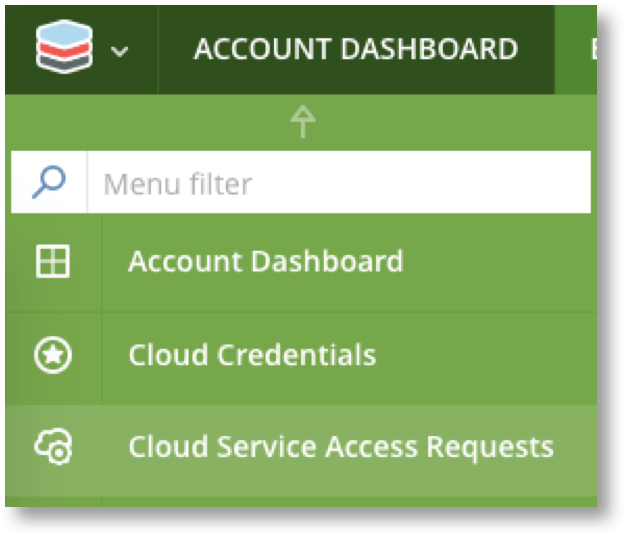 ACCOUNT DASHBOARD
Menu filter
Account Dashboard
Cloud Credentials
Cloud Service Access Requests